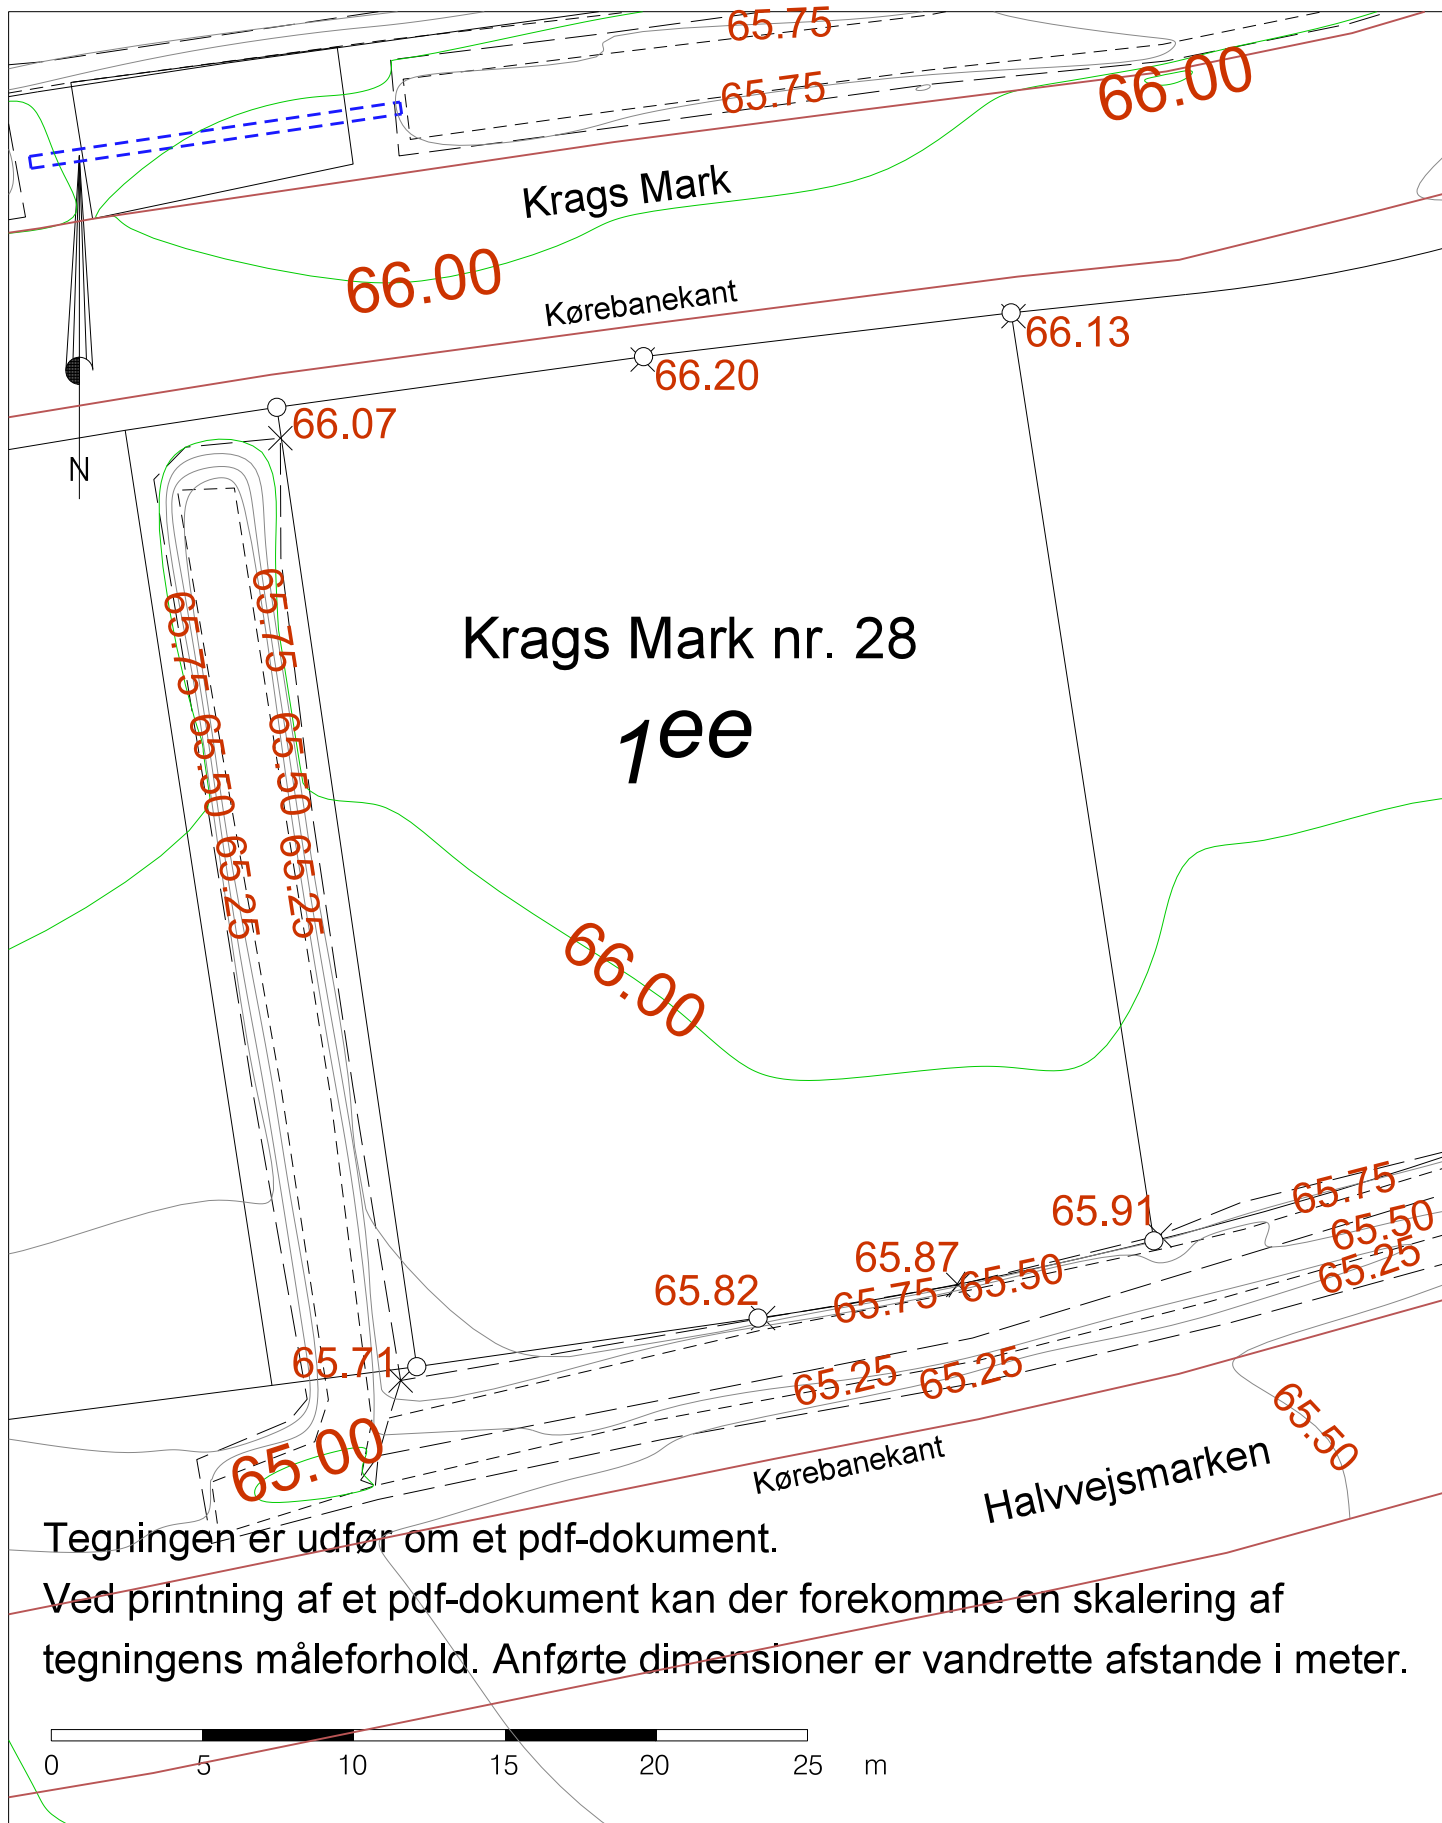 65.75
65.75
66.00
Krags Mark
66.00
Kørebanekant
66.13
66.20
66.07
N
65.75
65.75
Krags Mark nr. 28
1ee
65.50
65.50
65.25
65.25
66.00
65.75
65.91
65.50
65.87
65.25
65.82
65.75
65.50
65.71
65.25
65.25
65.50
65.00
Kørebanekant
Halvvejsmarken
Tegningen er udfør om et pdf-dokument.
Ved printning af et pdf-dokument kan der forekomme en skalering af
tegningens måleforhold. Anførte dimensioner er vandrette afstande i meter.
0 5 10 15 20 25 m